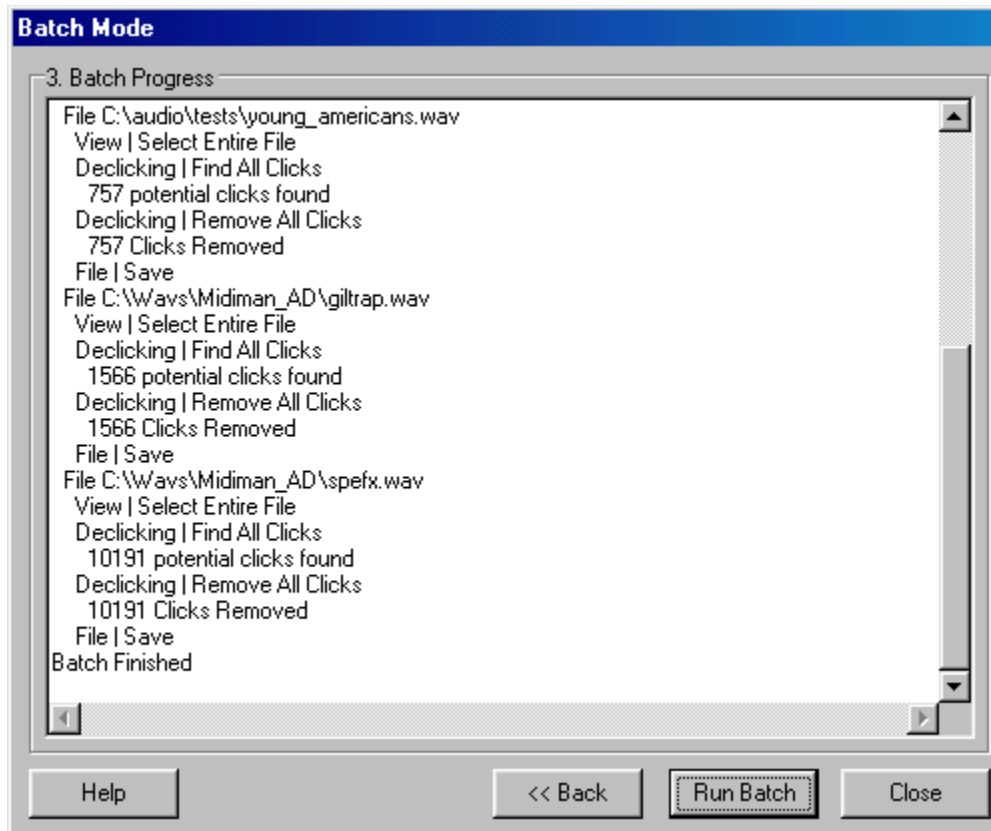 Batch Mode
3. Batch Progress
File C:\audio\tests\young_americans.wav
View | Select Entire File
Declicking | Find All Clicks
757 potential clicks found
Declicking | Remove All Clicks
757 Clicks Removed
File | Save
File C:\Wavs\Midiman_AD\giltrap.wav
View | Select Entire File
Declicking | Find All Clicks
1566 potential clicks found
Declicking | Remove All Clicks
1566 Clicks Removed
File | Save
File C:\Wavs\Midiman_AD\spefx.wav
View | Select Entire File
Declicking | Find All Clicks
10191 potential clicks found
Declicking | Remove All Clicks
10191 Clicks Removed
File | Save
Batch Finished
Help << Back Run Batch Close